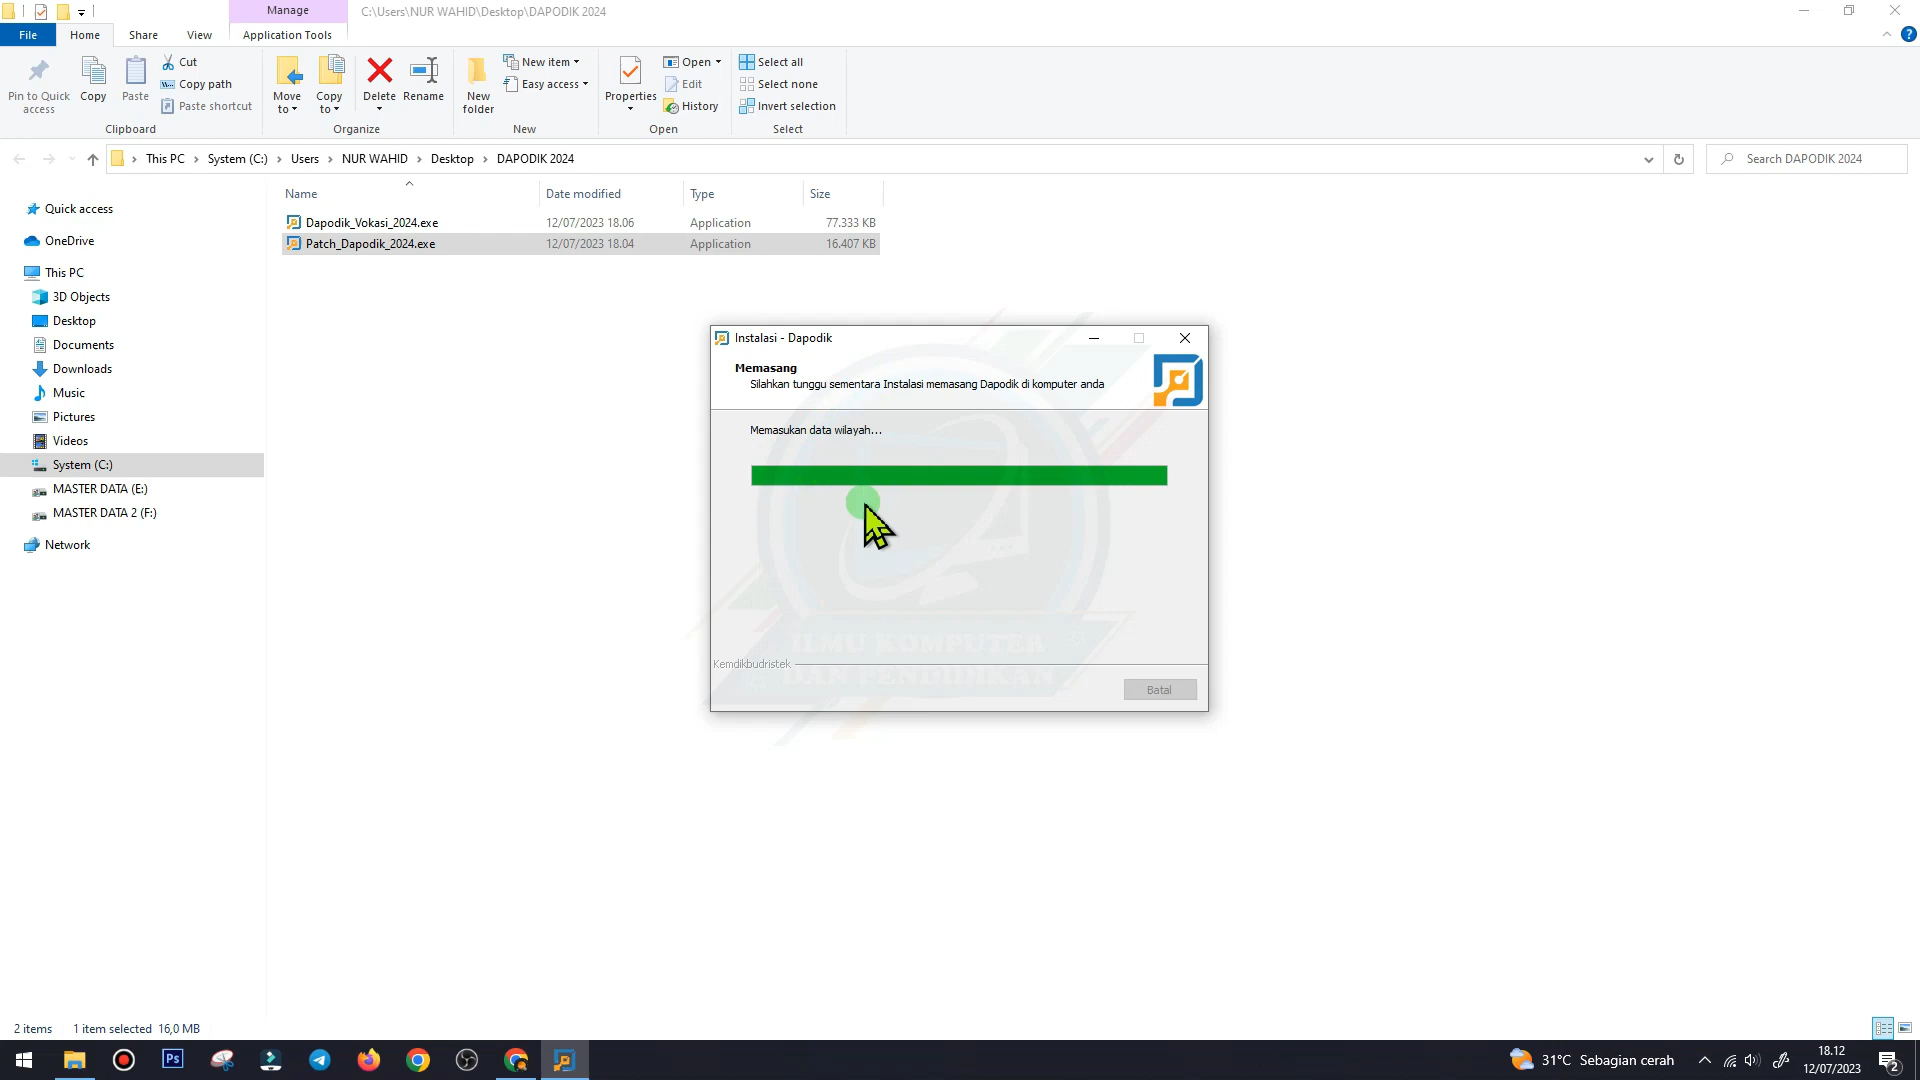 Manage
C:\Users\NUR WAHID\Desktop\DAPODIK 2024
File
Home
Share
View
Application Tools
Pin to Quick access
Copy
Paste
Cut
Copy path
Paste shortcut
Clipboard
Move to
Copy to
Delete
Rename
Organize
New folder
New item
Easy access
New
Properties
Open
Edit
History
Open
Select all
Select none
Invert selection
Select
This PC > System (C:) > Users > NUR WAHID > Desktop > DAPODIK 2024
Search DAPODIK 2024
Name
Date modified
Type
Size
Dapodik_Vokasi_2024.exe 12/07/2023 18.06 Application 77.333 KB
Patch_Dapodik_2024.exe 12/07/2023 18.04 Application 16.407 KB
Quick access
OneDrive
This PC
3D Objects
Desktop
Documents
Downloads
Music
Pictures
Videos
System (C:)
MASTER DATA (E:)
MASTER DATA 2 (F:)
Network
Instalasi - Dapodik
Memasang
Silahkan tunggu sementara Instalasi memasang Dapodik di komputer anda
Memasukan data wilayah...
ILMU KOMPUTER
DAN PENDIDIKAN
Kemdikbudristek
Batal
2 items
1 item selected 16,0 MB
Ps
31°C Sebagian cerah
18.12
12/07/2023
2